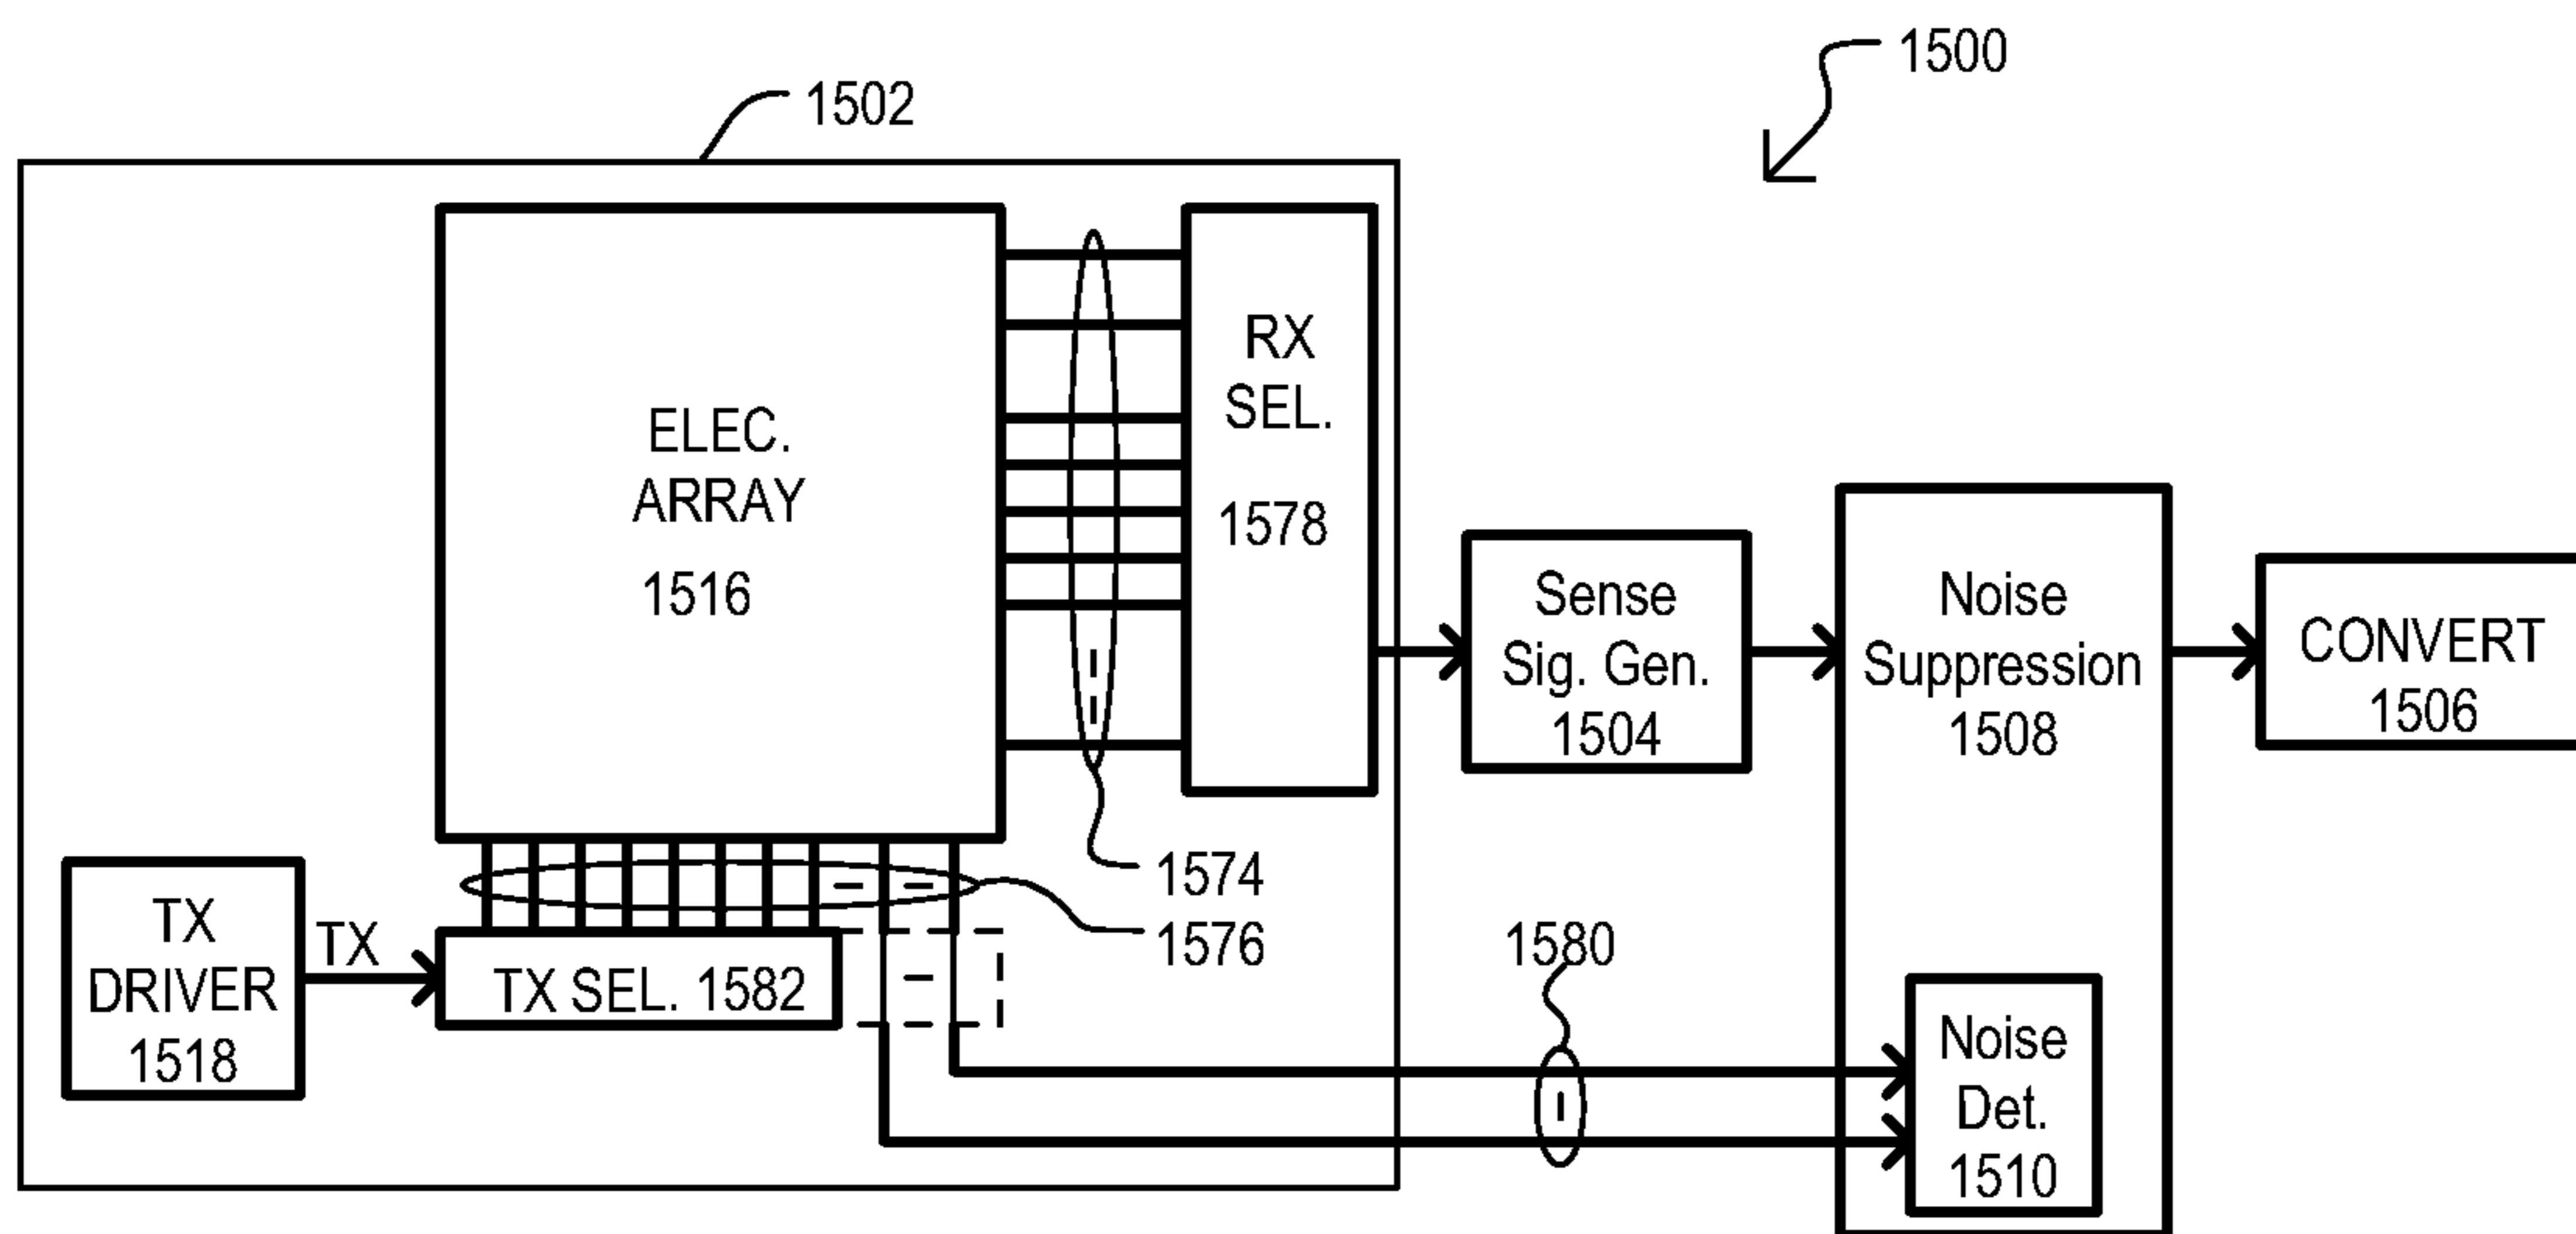 1500
1502
ELEC.
ARRAY
1516
RX
SEL.
1578
Sense
Sig. Gen.
1504
Noise
Suppression
1508
CONVERT
1506
1574
1576
1580
TX
DRIVER
1518
TX
TX SEL. 1582
Noise
Det.
1510